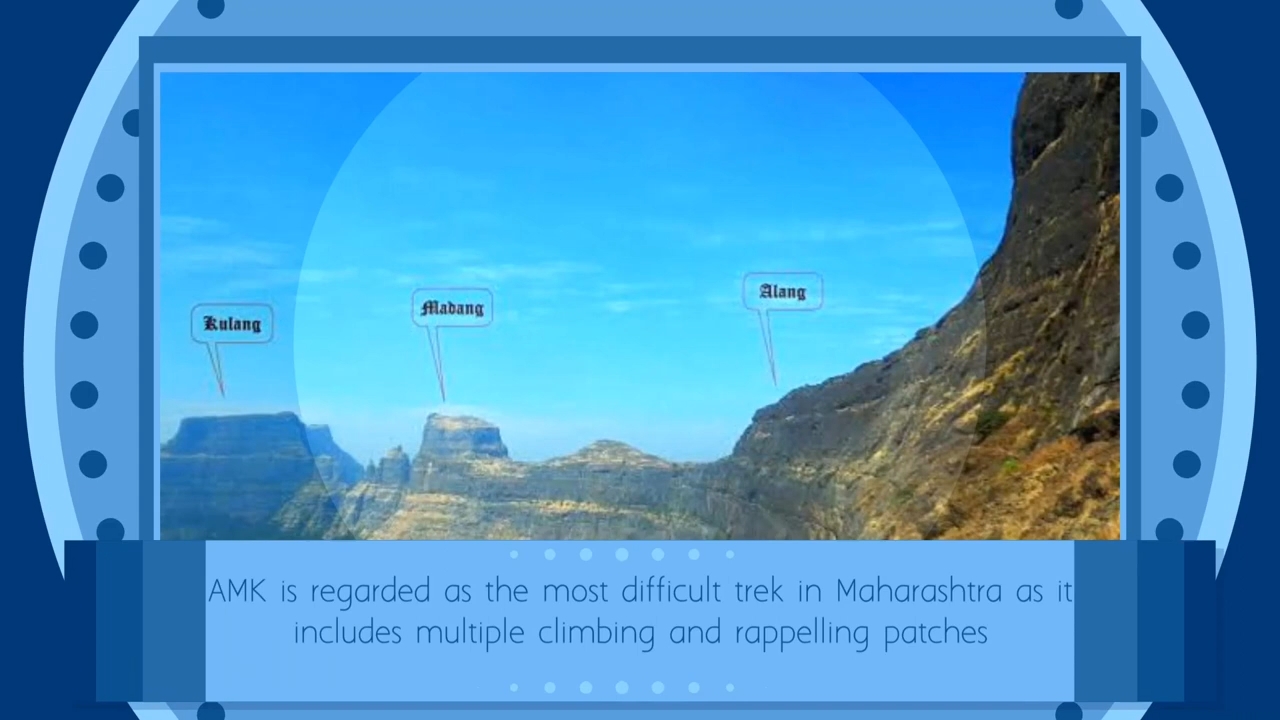 Kulang
Madang
Alang
AMK is regarded as the most difficult trek in Maharashtra as it
includes multiple climbing and rappelling patches